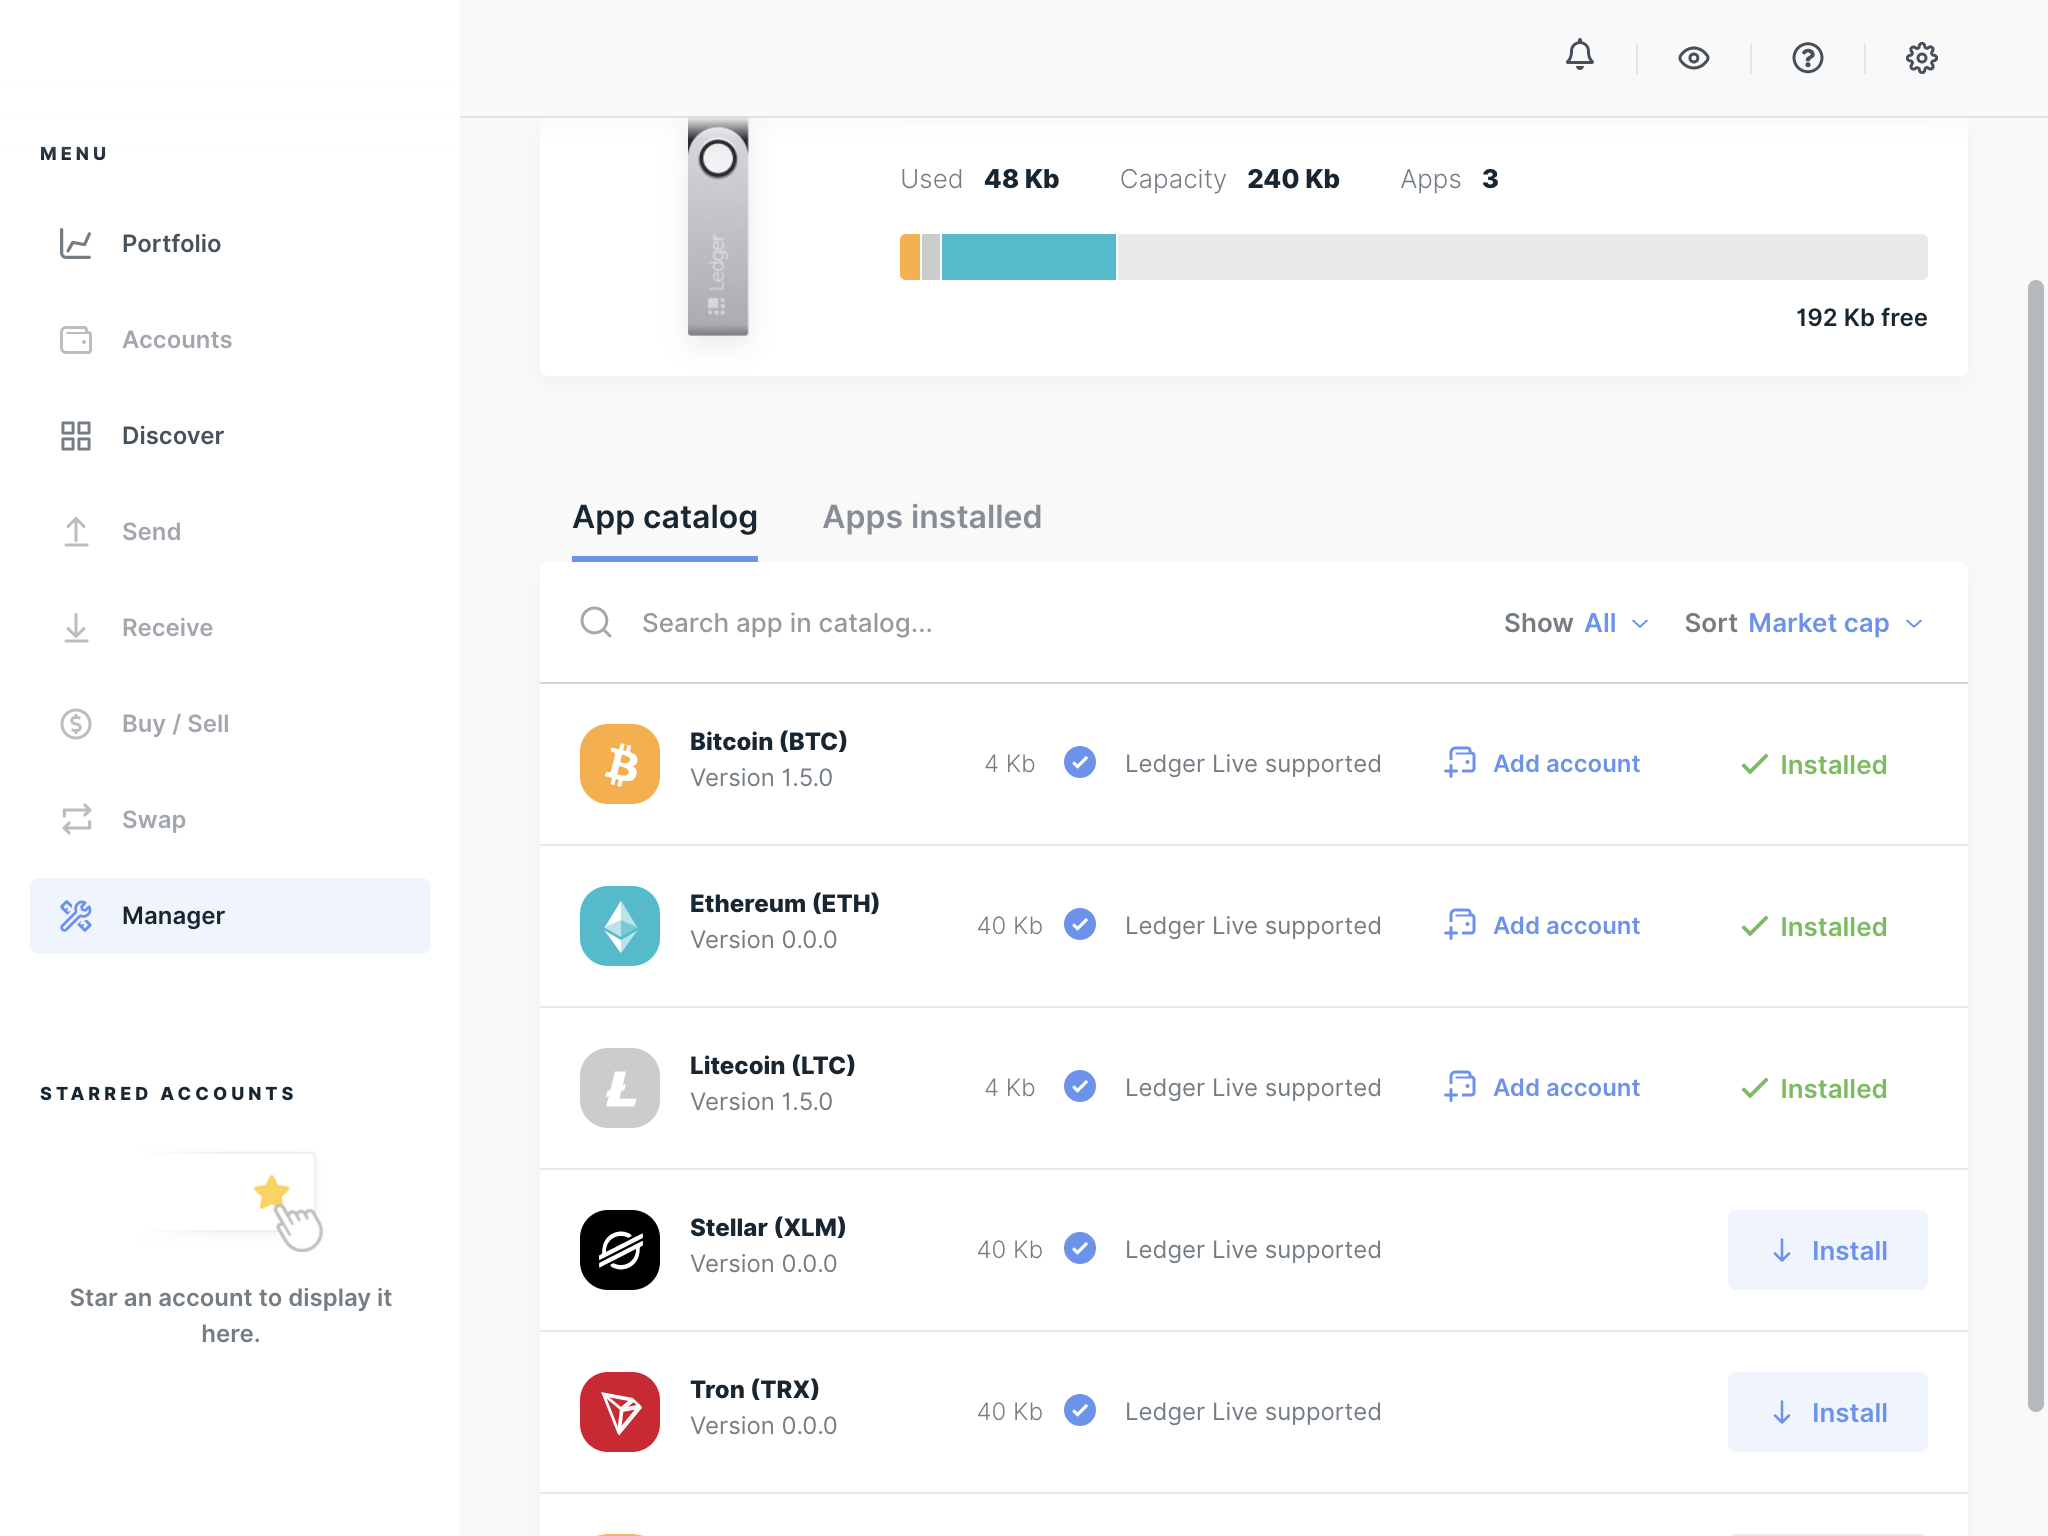 MENU
Portfolio
Accounts
Discover
Send
Receive
Buy / Sell
Swap
Manager
STARRED ACCOUNTS
Star an account to display it
here.
Ledger
Used 48 Kb Capacity 240 Kb Apps 3
192 Kb free
App catalog Apps installed
Search app in catalog... Show All Sort Market cap
Bitcoin (BTC)
Version 1.5.0
4 Kb Ledger Live supported Add account Installed
Ethereum (ETH)
Version 0.0.0
40 Kb Ledger Live supported Add account Installed
Litecoin (LTC)
Version 1.5.0
4 Kb Ledger Live supported Add account Installed
Stellar (XLM)
Version 0.0.0
40 Kb Ledger Live supported Install
Tron (TRX)
Version 0.0.0
40 Kb Ledger Live supported Install